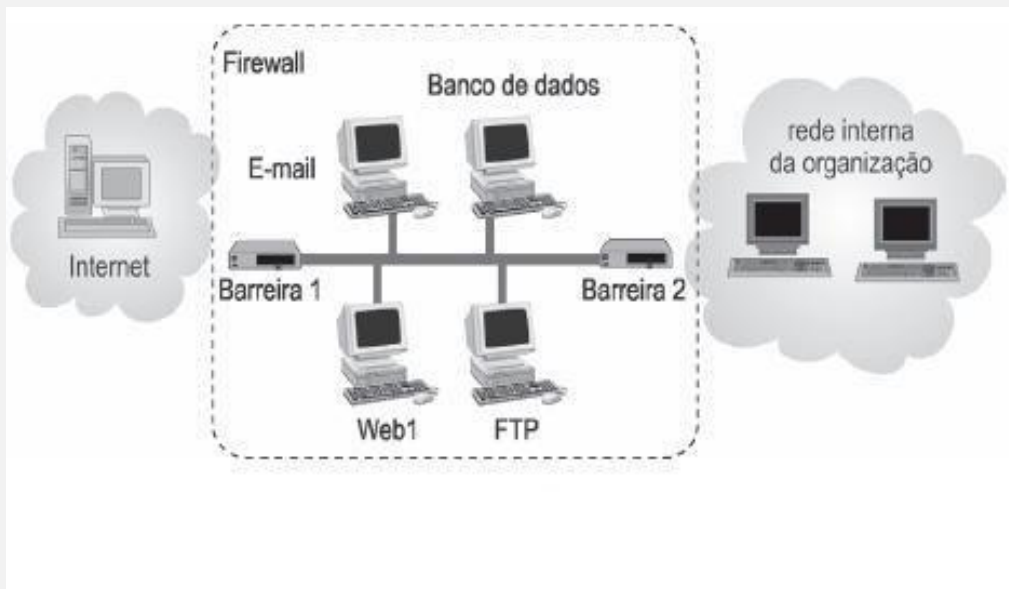 Firewall
Banco de dados
E-mail
rede interna
da organização
Internet
Barreira 1
Barreira 2
Web1
FTP